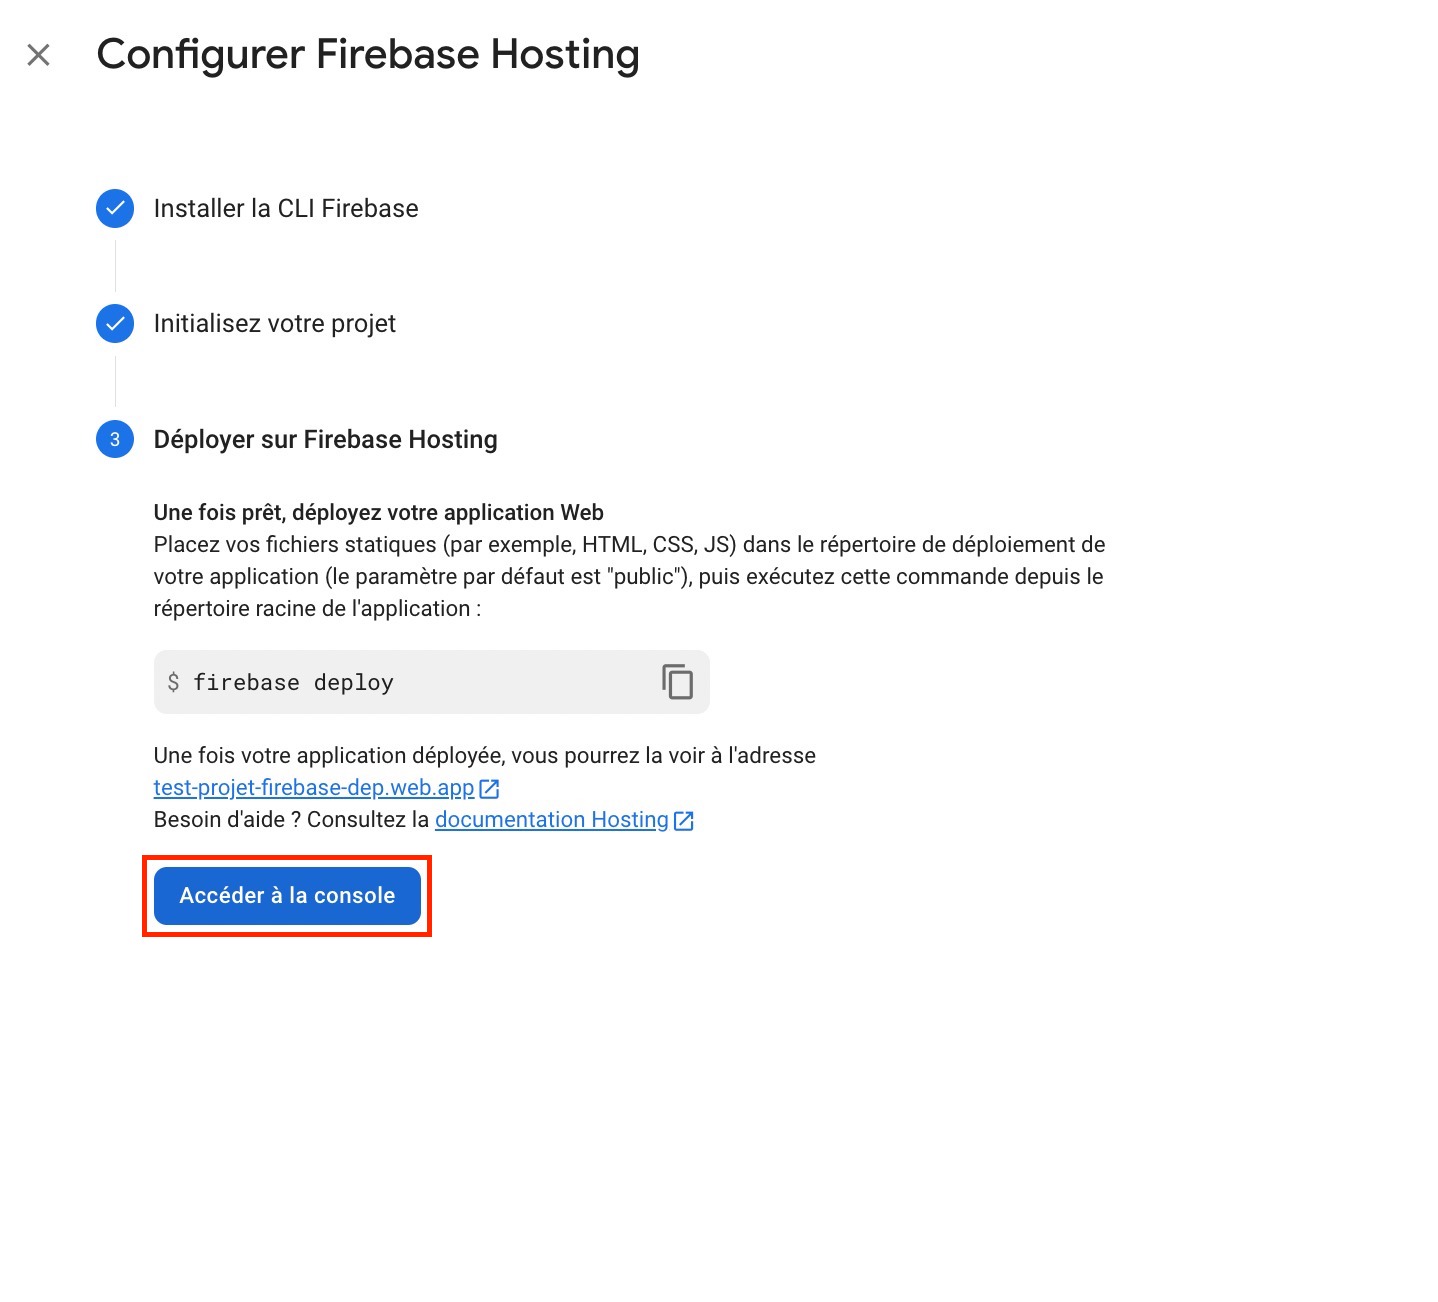 Configurer Firebase Hosting
Installer la CLI Firebase
Initialisez votre projet
3 Déployer sur Firebase Hosting
Une fois prêt, déployez votre application Web
Placez vos fichiers statiques (par exemple, HTML, CSS, JS) dans le répertoire de déploiement de
votre application (le paramètre par défaut est "public"), puis exécutez cette commande depuis le
répertoire racine de l'application :
$ firebase deploy
Une fois votre application déployée, vous pourrez la voir à l'adresse
test-projet-firebase-dep.web.app
Besoin d'aide ? Consultez la documentation Hosting
Accéder à la console